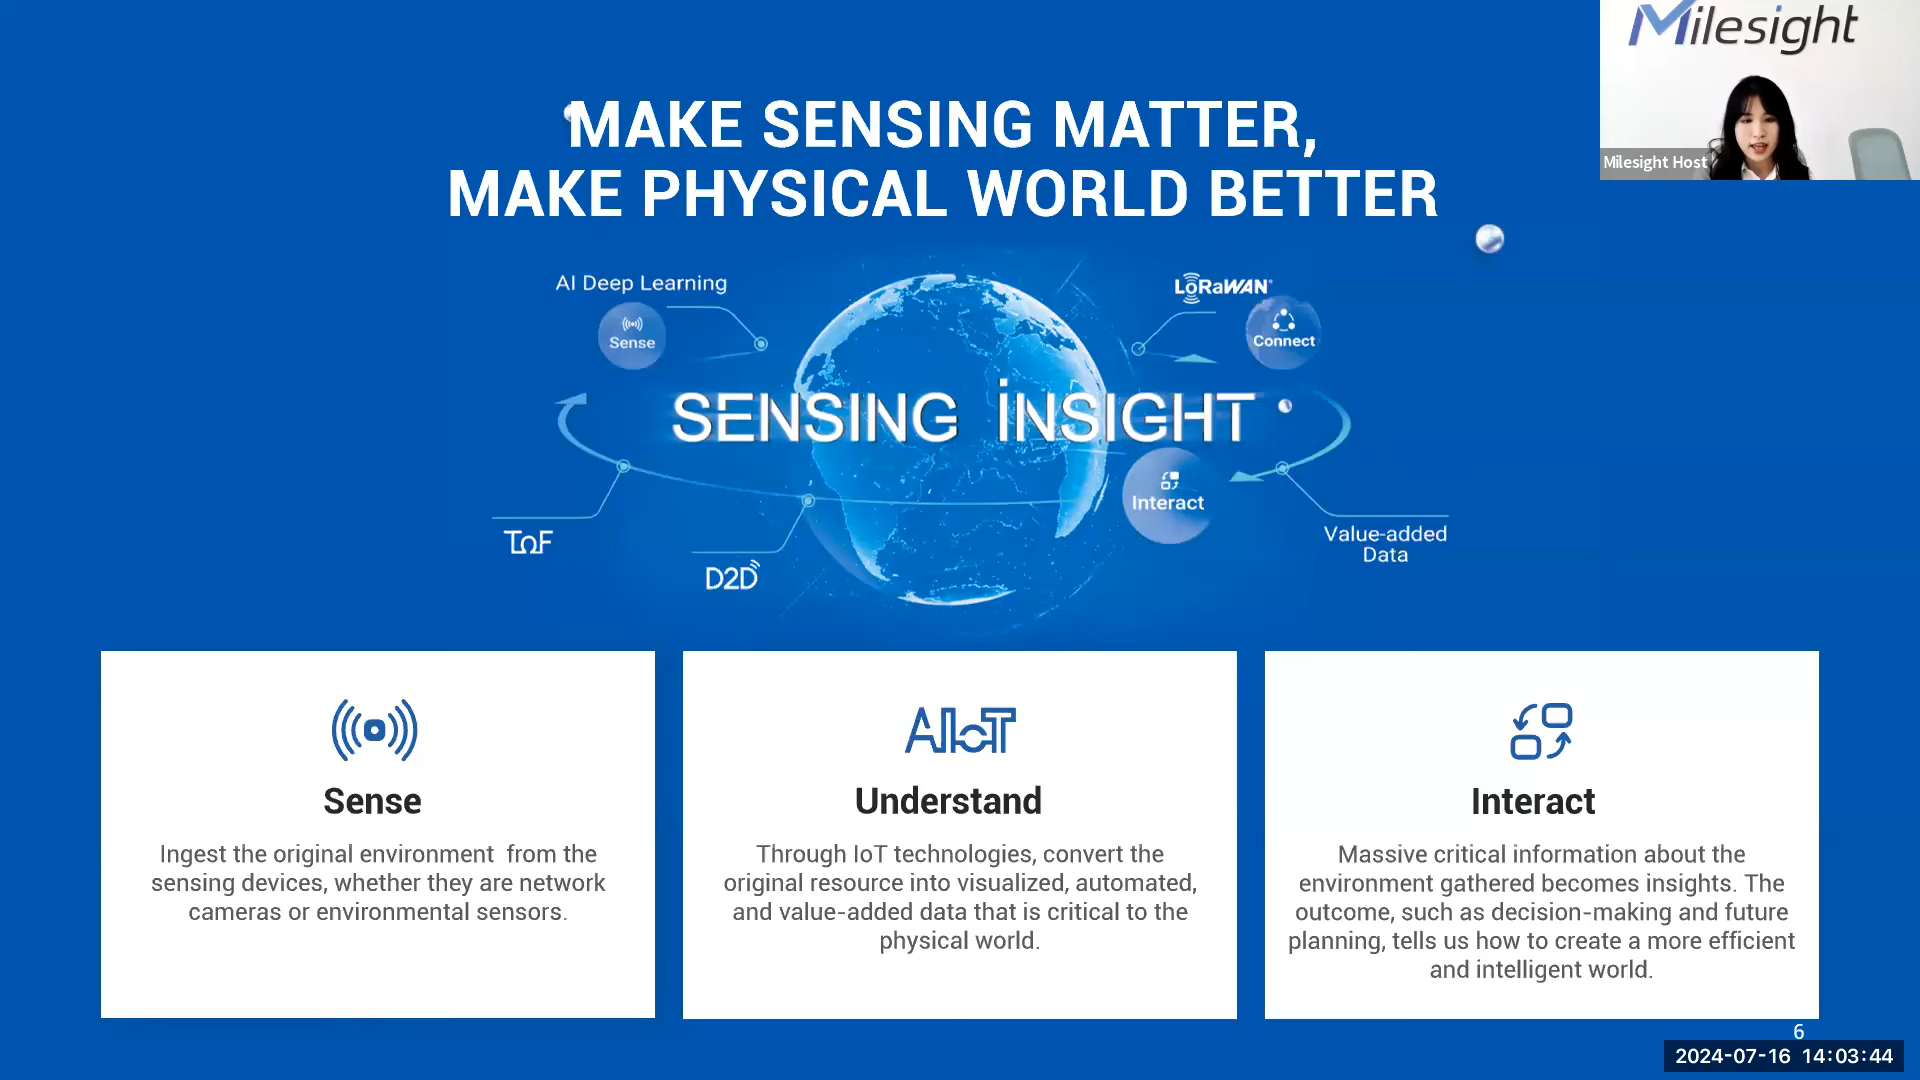 Milesight
Milesight Host
MAKE SENSING MATTER,
MAKE PHYSICAL WORLD BETTER
AI Deep Learning
Sense
LoRaWAN®
Connect
SENSING iNSIGHT
Interact
ToF
D2D
Value-added
Data
AIoT
Sense
Ingest the original environment from the
sensing devices, whether they are network
cameras or environmental sensors.
Understand
Through IoT technologies, convert the
original resource into visualized, automated,
and value-added data that is critical to the
physical world.
Interact
Massive critical information about the
environment gathered becomes insights. The
outcome, such as decision-making and future
planning, tells us how to create a more efficient
and intelligent world.
6
2024-07-16 14:03:44